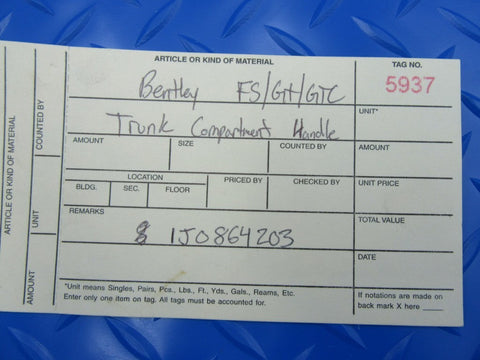 ARTICLE OR KIND OF MATERIAL
TAG NO.
Bentley FS/GT/GTC
5937
UNIT*
Trunk Compartment Handle
AMOUNT SIZE COUNTED BY AMOUNT
LOCATION PRICED BY CHECKED BY UNIT PRICE
BLDG. SEC. FLOOR
REMARKS
TOTAL VALUE
1J0864203
DATE
*Unit means Singles, Pairs, Pcs., Lbs., Ft., Yds., Gals., Reams, Etc.
Enter only one item on tag. All tags must be accounted for.
If notations are made on
back mark X here ____
ARTICLE OR KIND OF MATERIAL
COUNTED BY
UNIT
AMOUNT